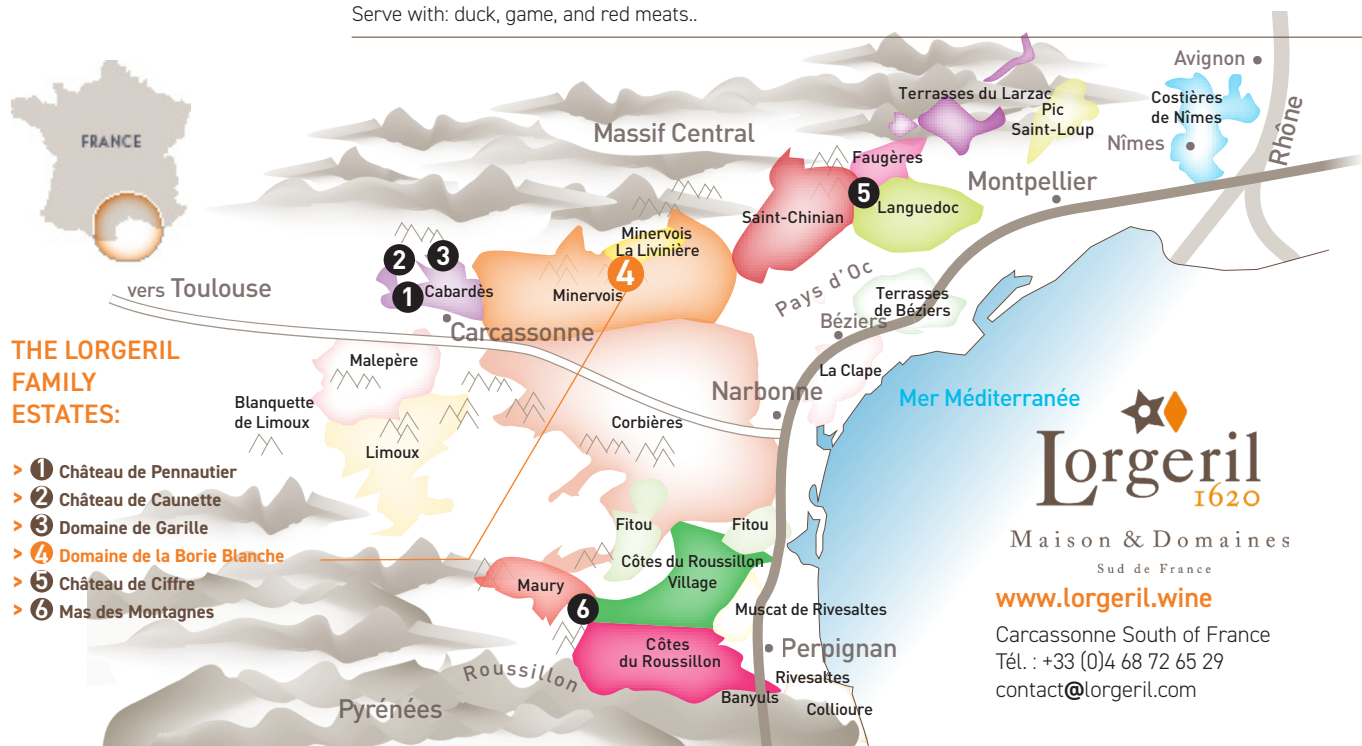 Serve with: duck, game, and red meats..
FRANCE
Avignon
Terrasses du Larzac
Pic
Saint-Loup
Costières
de Nîmes
Massif Central
Nîmes
Rhône
Faugères
Montpellier
5
Languedoc
Saint-Chinian
Minervois
La Livinière
2
3
4
vers Toulouse
1
Cabardès
Minervois
Pays d'Oc
Terrasses
de Béziers
Béziers
Carcassonne
THE LORGERIL
FAMILY
ESTATES:
Malepère
La Clape
Narbonne
Mer Méditerranée
Blanquette
de Limoux
Corbières
Limoux
> 1 Château de Pennautier
> 2 Château de Caunette
> 3 Domaine de Garille
> 4 Domaine de la Borie Blanche
> 5 Château de Ciffre
> 6 Mas des Montagnes
Fitou
Fitou
Côtes du Roussillon
Village
Maury
6
Muscat de Rivesaltes
Côtes
du Roussillon
Perpignan
Roussillon
Rivesaltes
Banyuls
Collioure
Pyrénées
Lorgeril
1620
Maison & Domaines
Sud de France
www.lorgeril.wine
Carcassonne South of France
Tél. : +33 (0)4 68 72 65 29
contact@lorgeril.com